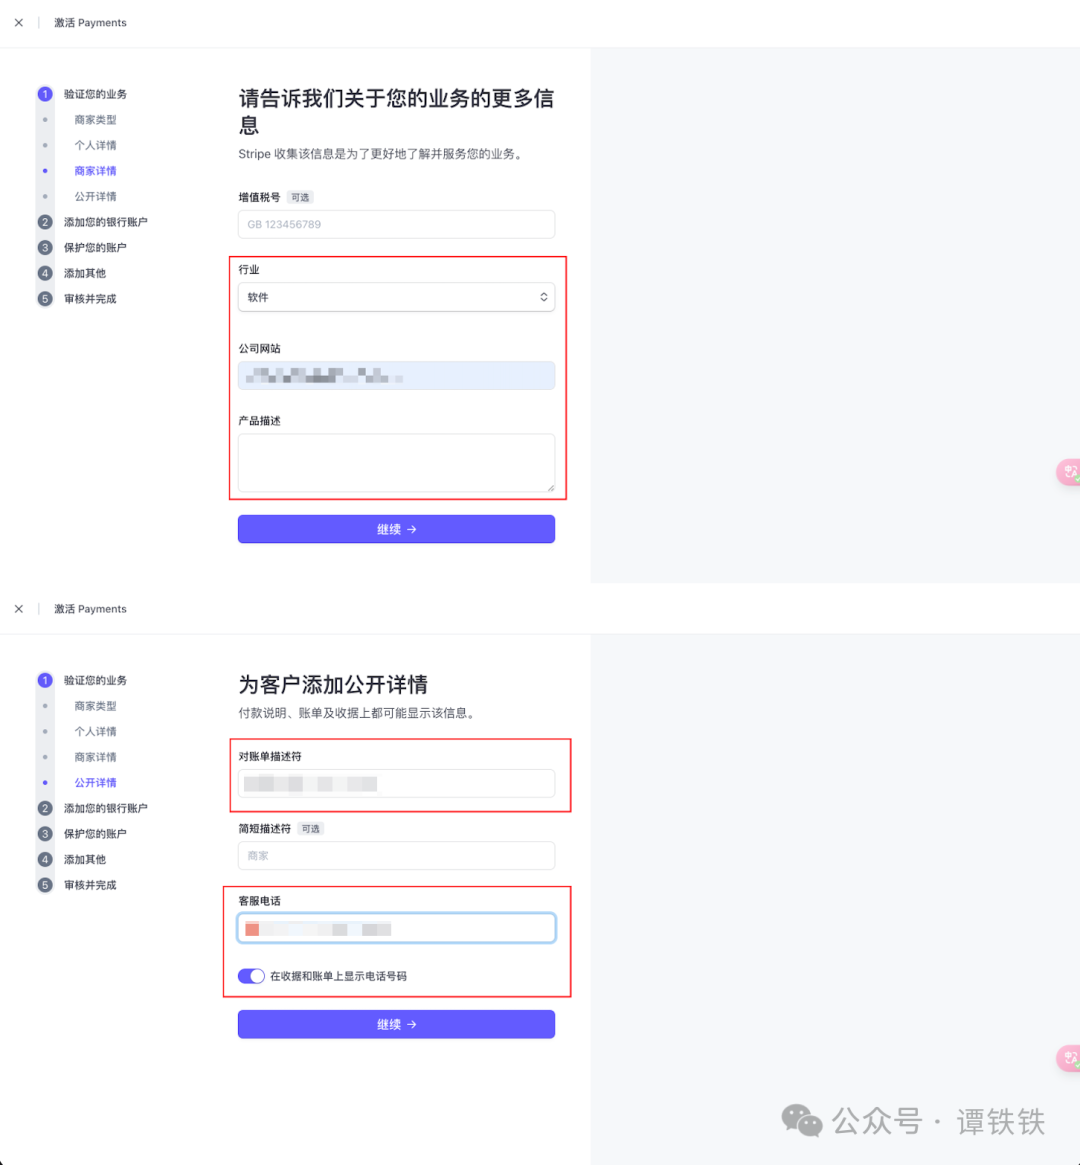 激活 Payments
1 验证您的业务
商家类型
个人详情
商家详情
公开详情
2 添加您的银行账户
3 保护您的账户
4 添加其他
5 审核并完成
请告诉我们关于您的业务的更多信
息
Stripe 收集该信息是为了更好地了解并服务您的业务。
增值税号 可选
GB 123456789
行业
软件
公司网站
产品描述
继续 →
激活 Payments
1 验证您的业务
商家类型
个人详情
商家详情
公开详情
2 添加您的银行账户
3 保护您的账户
4 添加其他
5 审核并完成
为客户添加公开详情
付款说明、账单及收据上都可能显示该信息。
对账单描述符
简短描述符 可选
商家
客服电话
在收据和账单上显示电话号码
继续 →
公众号 · 谭铁铁